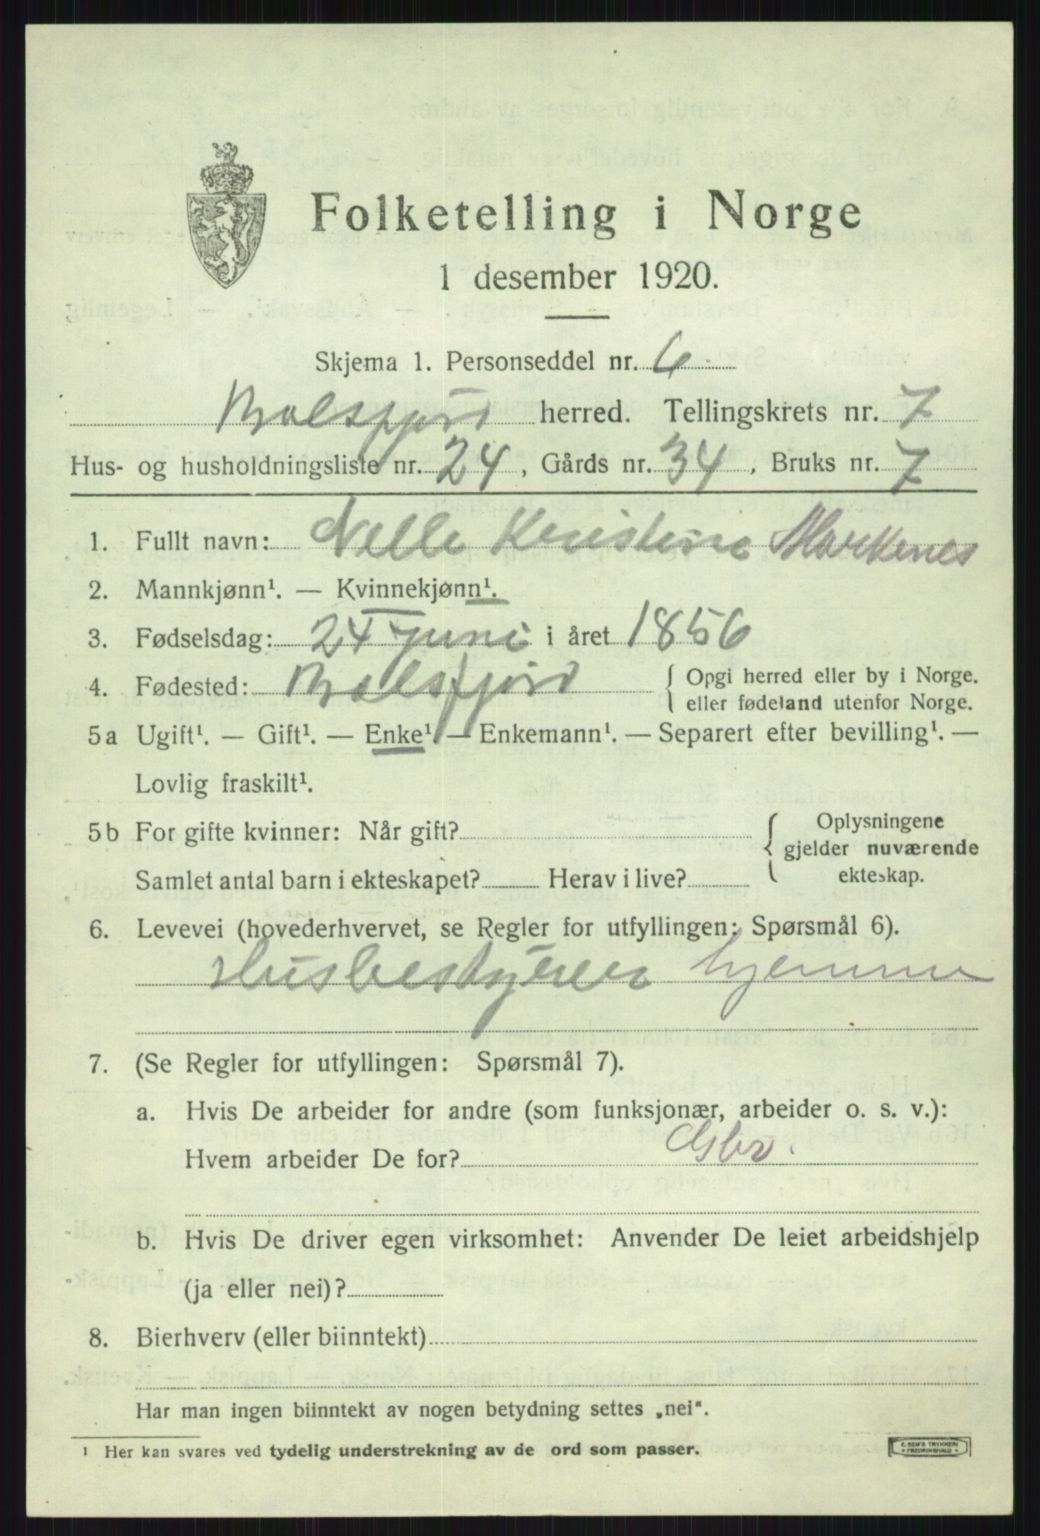 Folketelling i Norge
1 desember 1920.
Skjema 1. Personseddel nr. 6
Balsfjord herred. Tellingskrets nr. 7
Hus- og husholdningsliste nr. 24, Gårds nr. 34, Bruks nr. 7
1. Fullt navn: Nelle Kristine Markenes
2. Mannkjønn¹. — Kvinnekjønn¹.
3. Fødselsdag: 24 juni i året 1856
4. Fødested: Balsfjord { Opgi herred eller by i Norge.
eller fødeland utenfor Norge.
5a Ugift¹. — Gift¹. — Enke¹. — Enkemann¹. — Separert efter bevilling¹. —
Lovlig fraskilt¹.
5b For gifte kvinner: Når gift? { Oplysningene
gjelder nuværende
Samlet antal barn i ekteskapet? Herav i live? ekteskap.
6. Levevei (hovederhvervet, se Regler for utfyllingen: Spørsmål 6).
Husbestyrer hjemme
7. (Se Regler for utfyllingen: Spørsmål 7).
a. Hvis De arbeider for andre (som funksjonær, arbeider o. s. v.):
Hvem arbeider De for? Gbr.
b. Hvis De driver egen virksomhet: Anvender De leiet arbeidshjelp
(ja eller nei)?
8. Bierhverv (eller biinntekt)
Har man ingen biinntekt av nogen betydning settes „nei".
¹ Her kan svares ved tydelig understrekning av de ord som passer.